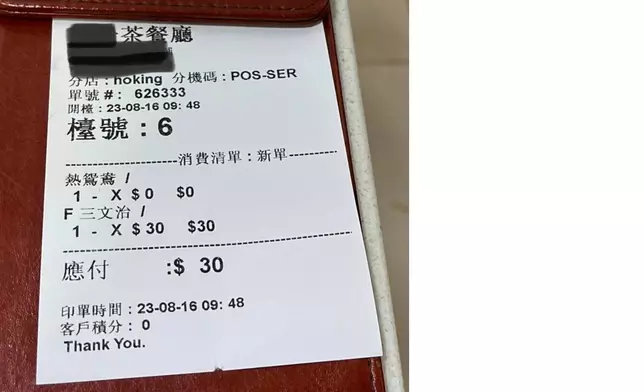 茶餐廳
分店 : hoking 分機碼 : POS-SER
單號 #: 626333
開檯 : 23-08-16 09: 48
檯號 : 6
--------------------消費清單 : 新單----------
熱鴛鴦 /
1 - X $ 0 $0
F 三文治 /
1 - X $ 30 $30
應付 :$ 30
印單時間 : 23-08-16 09: 48
客戶積分 : 0
Thank You.